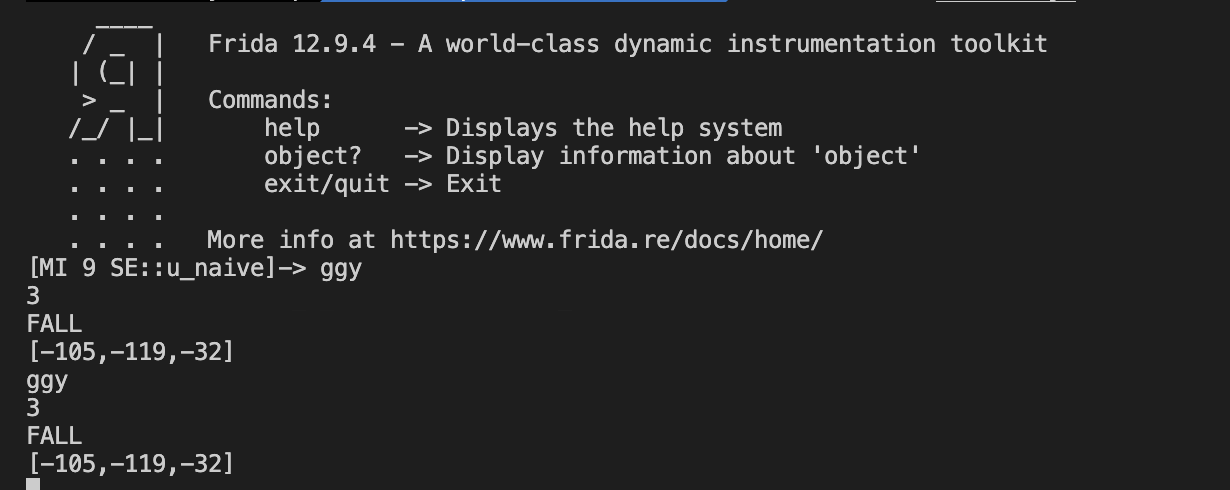 Frida 12.9.4 - A world-class dynamic instrumentation toolkit
Commands:
help -> Displays the help system
object? -> Display information about 'object'
exit/quit -> Exit
More info at https://www.frida.re/docs/home/
[MI 9 SE::u_naive]-> ggy
3
FALL
[-105,-119,-32]
ggy
3
FALL
[-105,-119,-32]